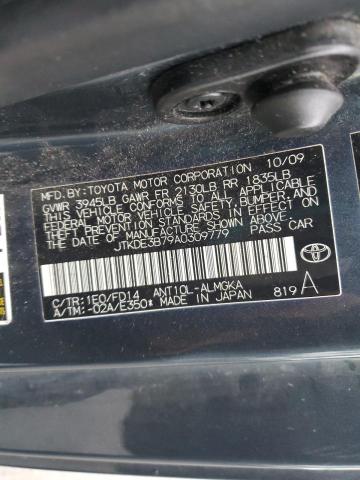 MFD.BY:TOYOTA MOTOR CORPORATION 10/09
GVWR 3945LB GAWR FR 2130LB RR 1835LB
THIS VEHICLE CONFORMS TO ALL APPLICABLE
FEDERAL MOTOR VEHICLE SAFETY, BUMPER, AND
THEFT PREVENTION STANDARDS IN EFFECT ON
THE DATE OF MANUFACTURE SHOWN ABOVE.
JTKDE3B79A0309779 PASS CAR
C/TR:1E0/FD14 ANT10L-ALMGKA
A/TM:-02A/E350* MADE IN JAPAN 819 A
TOYOTA